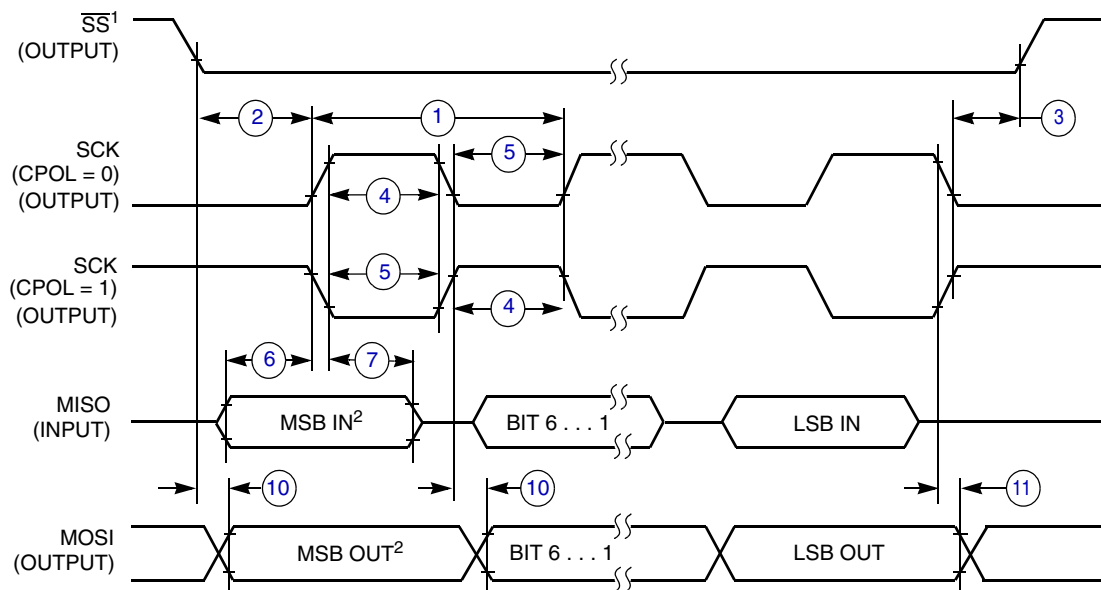 SS¹
(OUTPUT)
2
1
3
SCK
(CPOL = 0)
(OUTPUT)
5
4
SCK
(CPOL = 1)
(OUTPUT)
5
4
6
7
MISO
(INPUT)
MSB IN²
BIT 6 . . . 1
LSB IN
10
10
11
MOSI
(OUTPUT)
MSB OUT²
BIT 6 . . . 1
LSB OUT